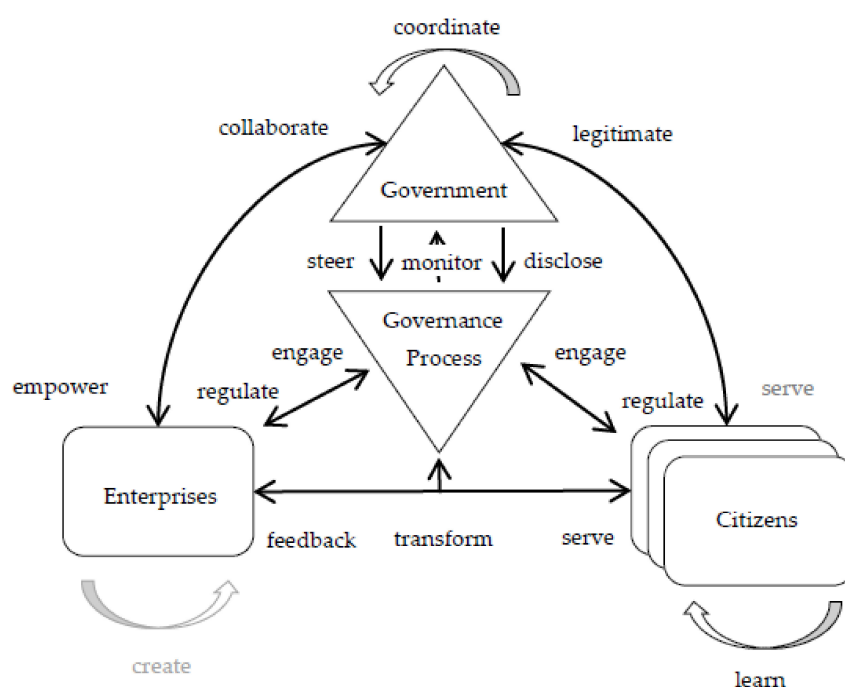 coordinate
collaborate
legitimate
Government
steer
monitor
disclose
Governance
Process
engage
engage
empower
regulate
regulate
serve
Enterprises
Citizens
feedback
transform
serve
create
learn